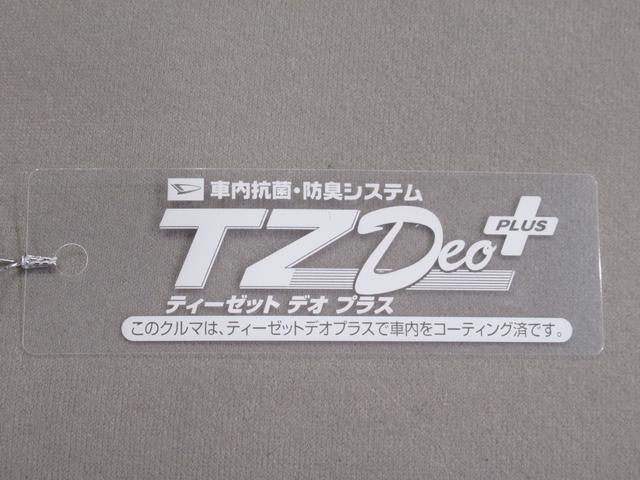 車内抗菌・防臭システム
TZDeo PLUS
ティーゼット デオ プラス
このクルマは、ティーゼットデオプラスで車内をコーティング済です。